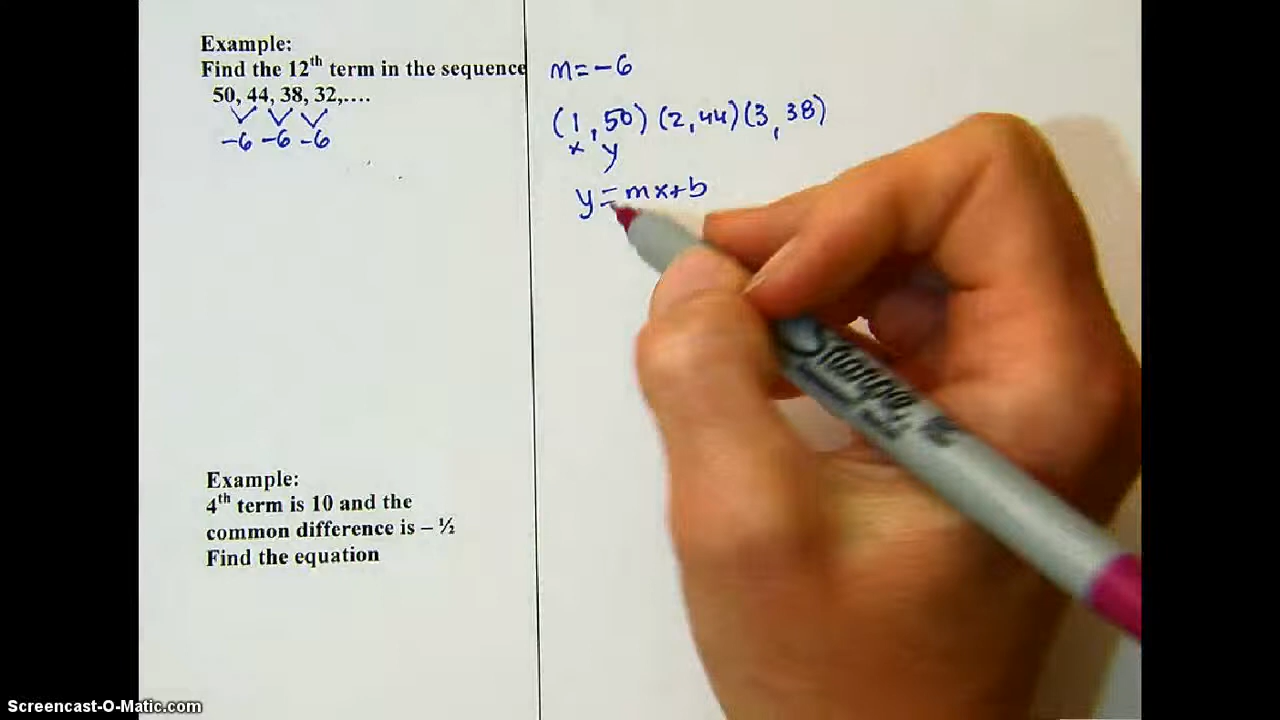 Example:
Find the 12th term in the sequence
50, 44, 38, 32,....
-6 -6 -6
m=-6
(1,50) (2,44) (3,38)
x y
y=mx+b
Sharpie
Example:
4th term is 10 and the
common difference is – ½
Find the equation
Screencast-O-Matic.com